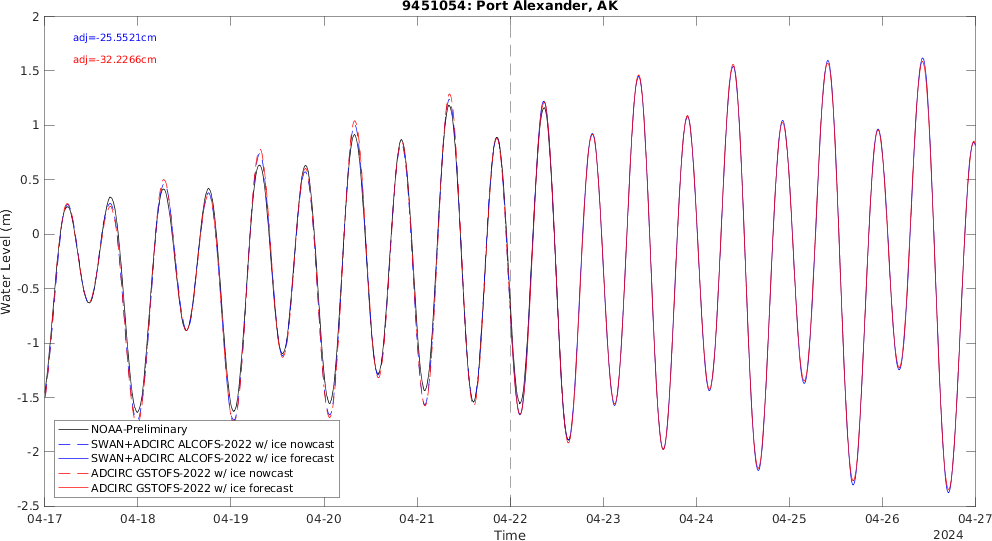 9451054: Port Alexander, AK
adj=-25.5521cm
adj=-32.2266cm
Water Level (m)
2
1.5
1
0.5
0
-0.5
-1
-1.5
-2
-2.5
NOAA-Preliminary
SWAN+ADCIRC ALCOFS-2022 w/ ice nowcast
SWAN+ADCIRC ALCOFS-2022 w/ ice forecast
ADCIRC GSTOFS-2022 w/ ice nowcast
ADCIRC GSTOFS-2022 w/ ice forecast
04-17 04-18 04-19 04-20 04-21 04-22 04-23 04-24 04-25 04-26 04-27
Time
2024